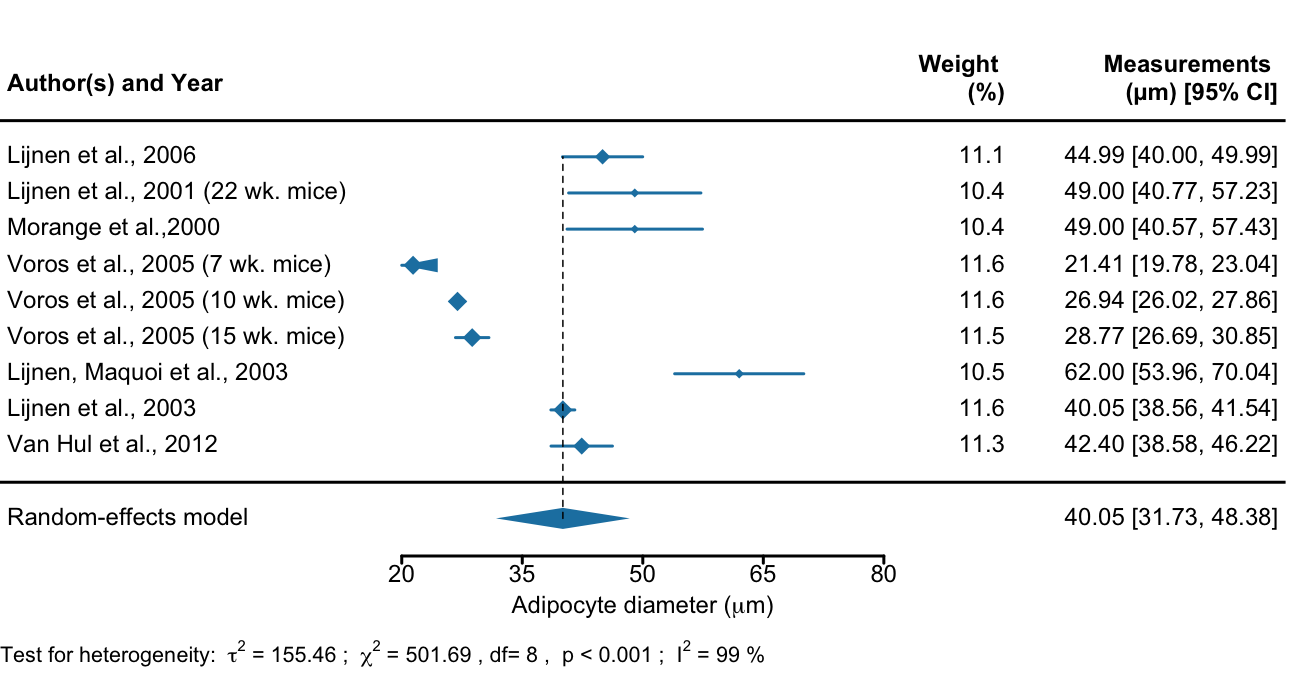 Author(s) and Year Weight (%) Measurements (µm) [95% CI]
Lijnen et al., 2006 11.1 44.99 [40.00, 49.99]
Lijnen et al., 2001 (22 wk. mice) 10.4 49.00 [40.77, 57.23]
Morange et al.,2000 10.4 49.00 [40.57, 57.43]
Voros et al., 2005 (7 wk. mice) 11.6 21.41 [19.78, 23.04]
Voros et al., 2005 (10 wk. mice) 11.6 26.94 [26.02, 27.86]
Voros et al., 2005 (15 wk. mice) 11.5 28.77 [26.69, 30.85]
Lijnen, Maquoi et al., 2003 10.5 62.00 [53.96, 70.04]
Lijnen et al., 2003 11.6 40.05 [38.56, 41.54]
Van Hul et al., 2012 11.3 42.40 [38.58, 46.22]
Random-effects model 40.05 [31.73, 48.38]
20 35 50 65 80
Adipocyte diameter (μm)
Test for heterogeneity: τ² = 155.46 ; χ² = 501.69 , df= 8 , p < 0.001 ; I² = 99 %